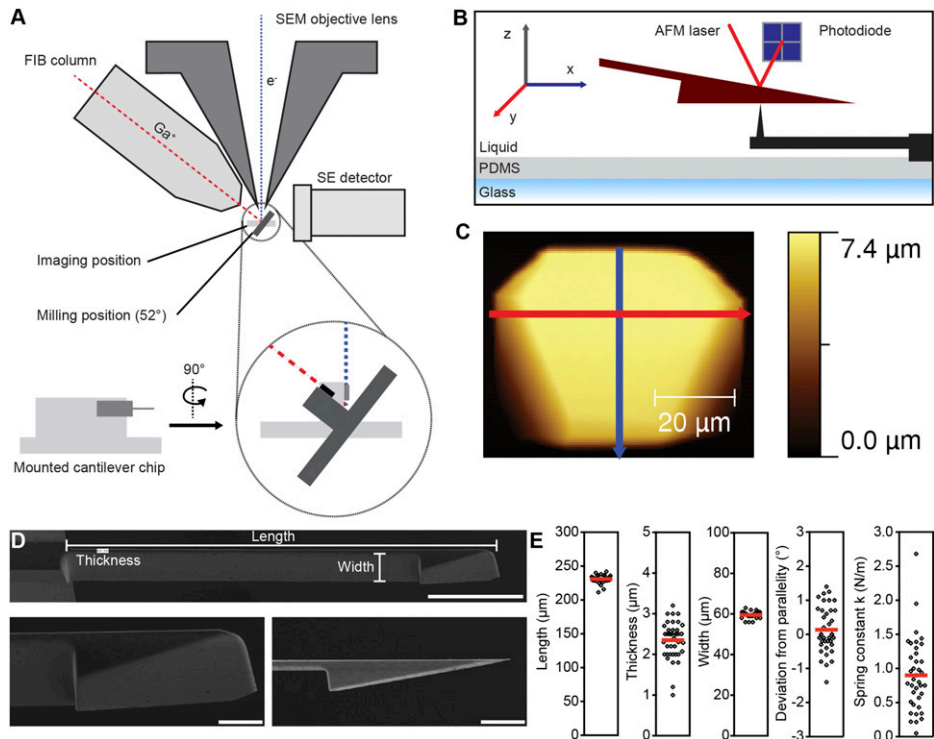 A
SEM objective lens
FIB column
e-
Ga+
SE detector
Imaging position
Milling position (52°)
90°
Mounted cantilever chip
B
z
x
y
AFM laser
Photodiode
Liquid
PDMS
Glass
C
7.4 µm
20 µm
0.0 µm
D
Length
Thickness
Width
E
Length (µm)
300
250
200
150
100
50
0
Thickness (µm)
5
4
3
2
1
0
Width (µm)
100
80
60
40
20
0
Deviation from parallelity (°)
3
2
1
0
-1
-2
-3
Spring constant k (N/m)
3.0
2.5
2.0
1.5
1.0
0.5
0.0